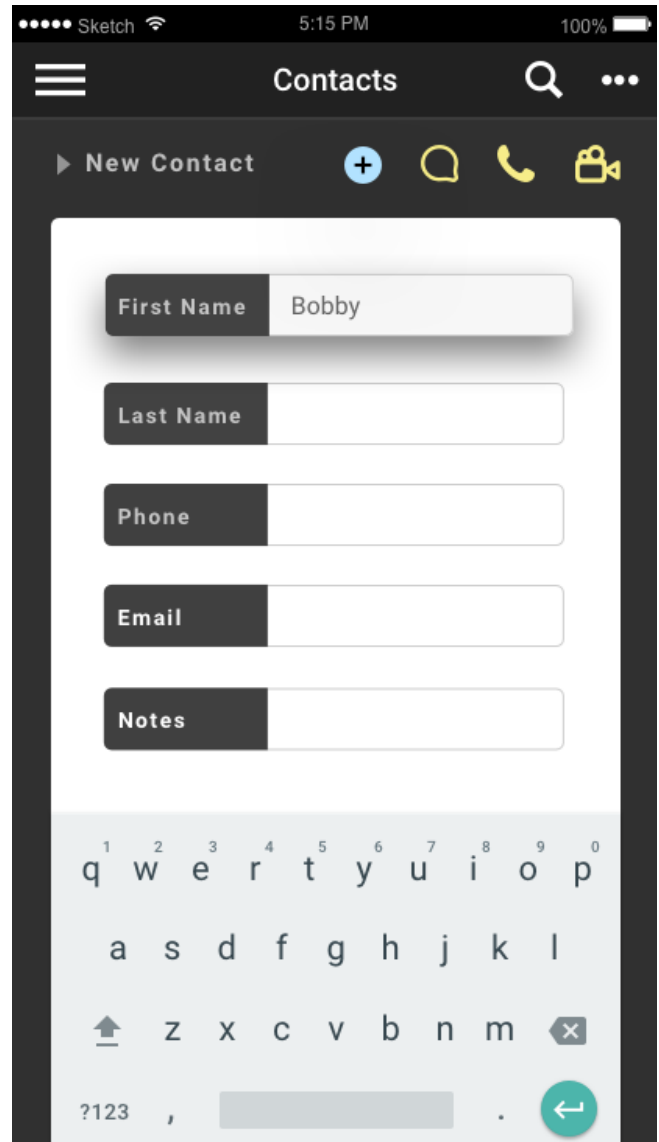 Sketch 5:15 PM 100%
Contacts
New Contact
First Name Bobby
Last Name
Phone
Email
Notes
1 2 3 4 5 6 7 8 9 0
q w e r t y u i o p
a s d f g h j k l
z x c v b n m
?123 , .